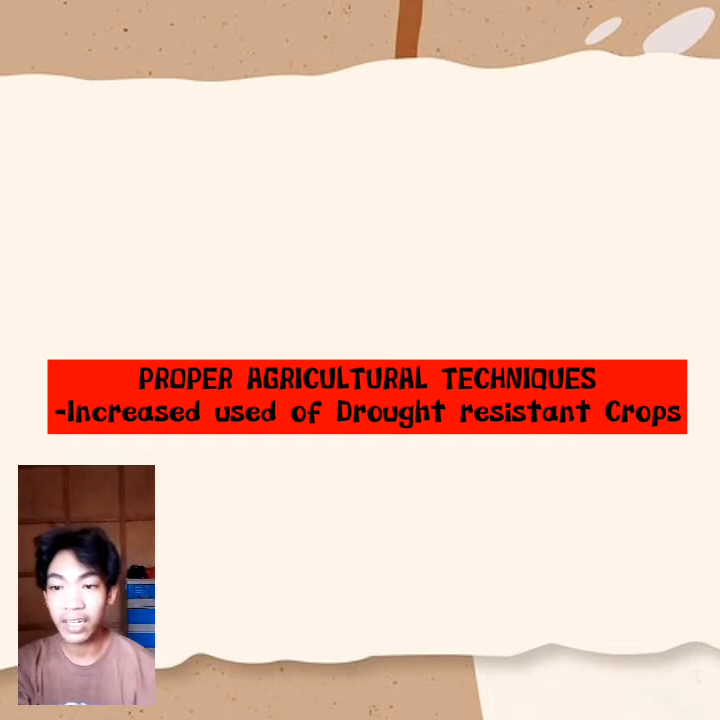 PROPER AGRICULTURAL TECHNIQUES
-Increased used of Drought resistant Crops